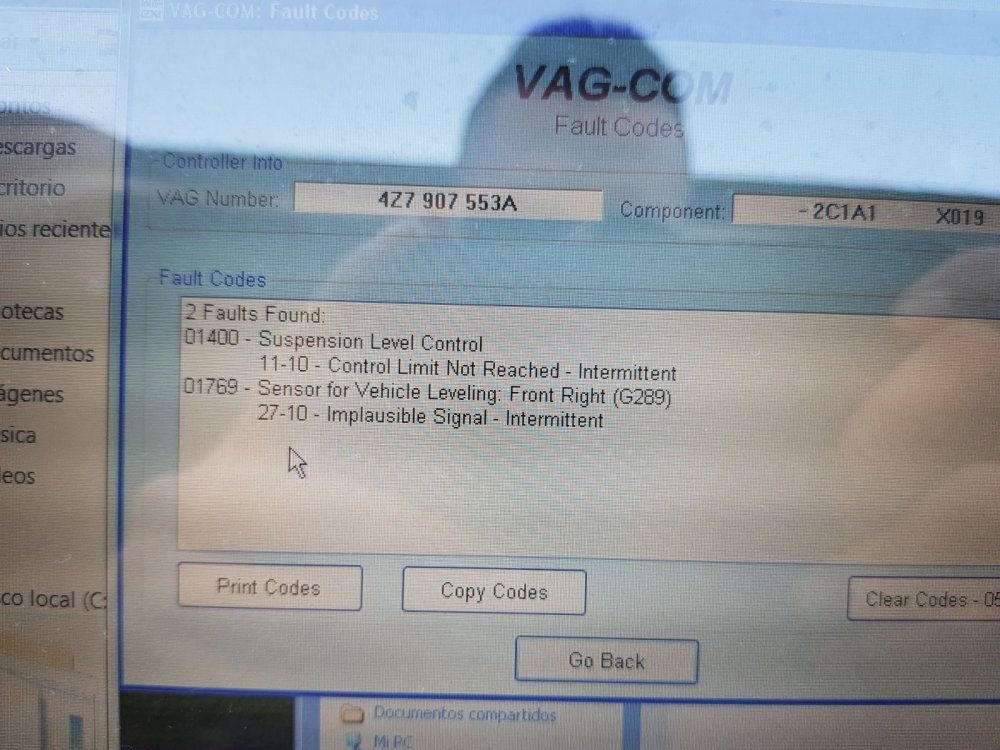 VAG-COM: Fault Codes
VAG-COM
Fault Codes
Controller Info
VAG Number: 4Z7 907 553A
Component: - 2C1A1 X019
Fault Codes
2 Faults Found:
01400 - Suspension Level Control
11-10 - Control Limit Not Reached - Intermittent
01769 - Sensor for Vehicle Leveling: Front Right (G289)
27-10 - Implausible Signal - Intermittent
Print Codes
Copy Codes
Clear Codes - 05
Go Back
escargas
critorio
ios reciente
otecas
cumentos
ágenes
sica
eos
co local (C:
Documentos compartidos
Mi PC